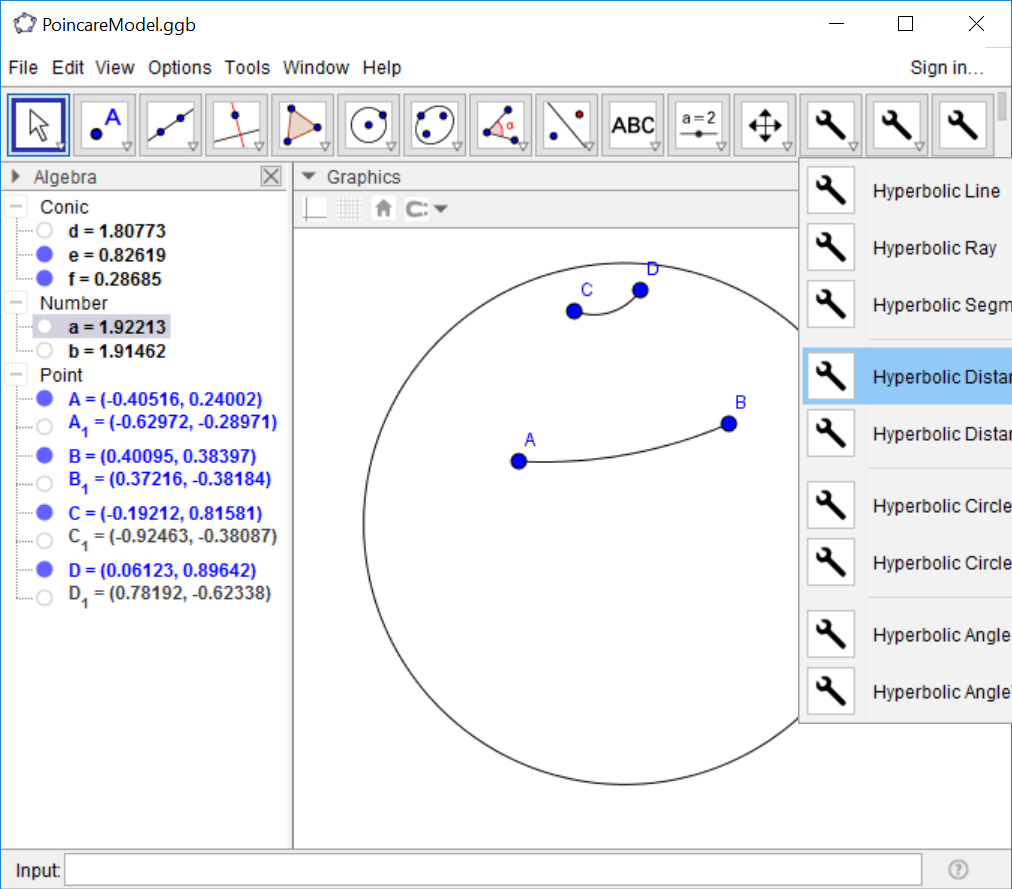 PoincareModel.ggb
File Edit View Options Tools Window Help Sign in...
A α ABC a=2
Algebra
Graphics
Conic
d = 1.80773
e = 0.82619
f = 0.28685
Number
a = 1.92213
b = 1.91462
Point
A = (-0.40516, 0.24002)
A1 = (-0.62972, -0.28971)
B = (0.40095, 0.38397)
B1 = (0.37216, -0.38184)
C = (-0.19212, 0.81581)
C1 = (-0.92463, -0.38087)
D = (0.06123, 0.89642)
D1 = (0.78192, -0.62338)
D
C
B
A
Hyperbolic Line
Hyperbolic Ray
Hyperbolic Segm
Hyperbolic Distar
Hyperbolic Distar
Hyperbolic Circle
Hyperbolic Circle
Hyperbolic Angle
Hyperbolic Angle
Input:
?